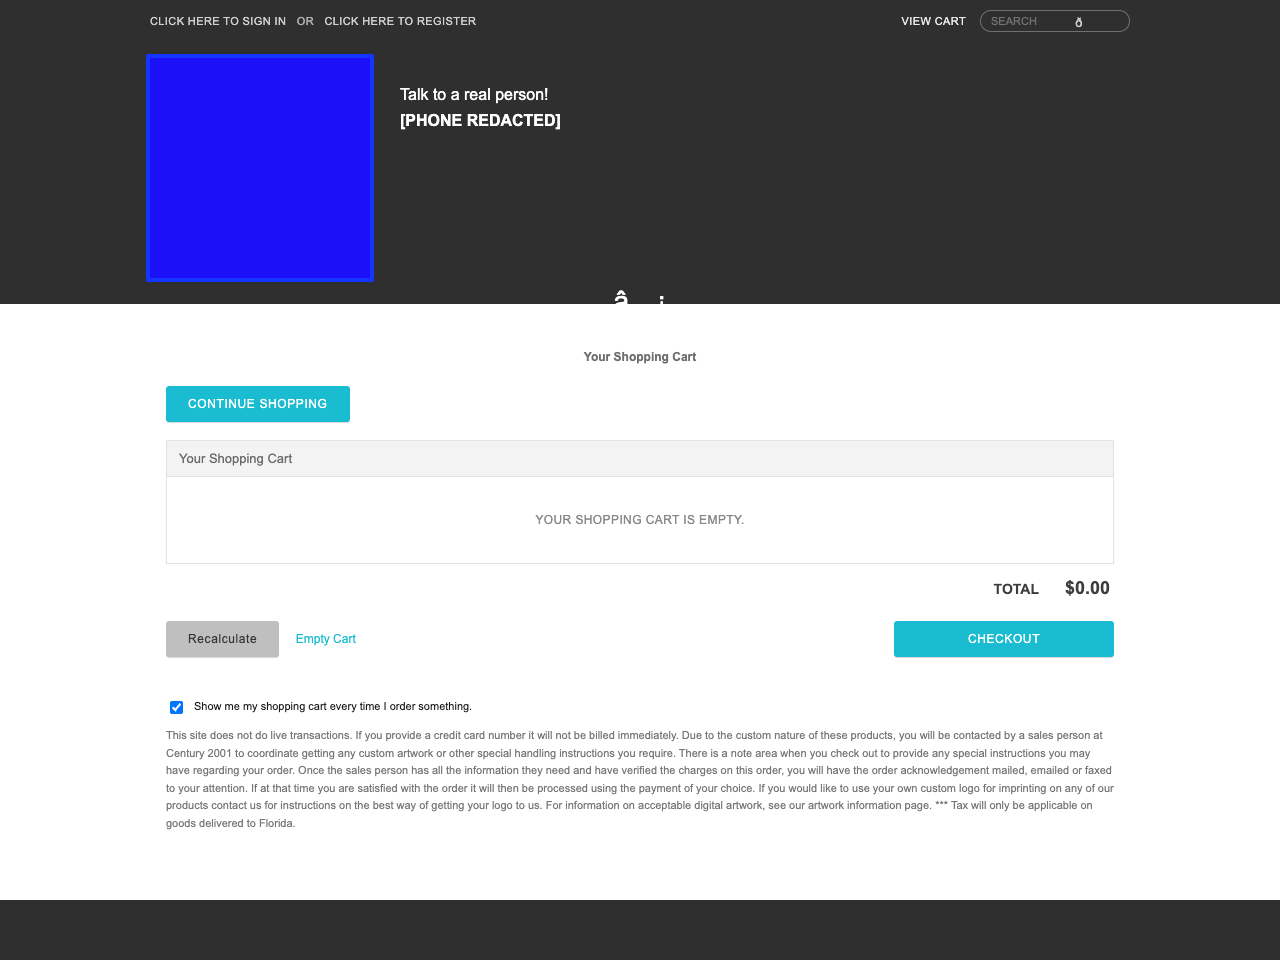 CLICK HERE TO SIGN IN OR CLICK HERE TO REGISTER
VIEW CART
SEARCH ð
Talk to a real person!
[PHONE REDACTED]
Your Shopping Cart
CONTINUE SHOPPING
Your Shopping Cart
YOUR SHOPPING CART IS EMPTY.
TOTAL $0.00
Recalculate Empty Cart CHECKOUT
Show me my shopping cart every time I order something.
This site does not do live transactions. If you provide a credit card number it will not be billed immediately. Due to the custom nature of these products, you will be contacted by a sales person at
Century 2001 to coordinate getting any custom artwork or other special handling instructions you require. There is a note area when you check out to provide any special instructions you may
have regarding your order. Once the sales person has all the information they need and have verified the charges on this order, you will have the order acknowledgement mailed, emailed or faxed
to your attention. If at that time you are satisfied with the order it will then be processed using the payment of your choice. If you would like to use your own custom logo for imprinting on any of our
products contact us for instructions on the best way of getting your logo to us. For information on acceptable digital artwork, see our artwork information page. *** Tax will only be applicable on
goods delivered to Florida.